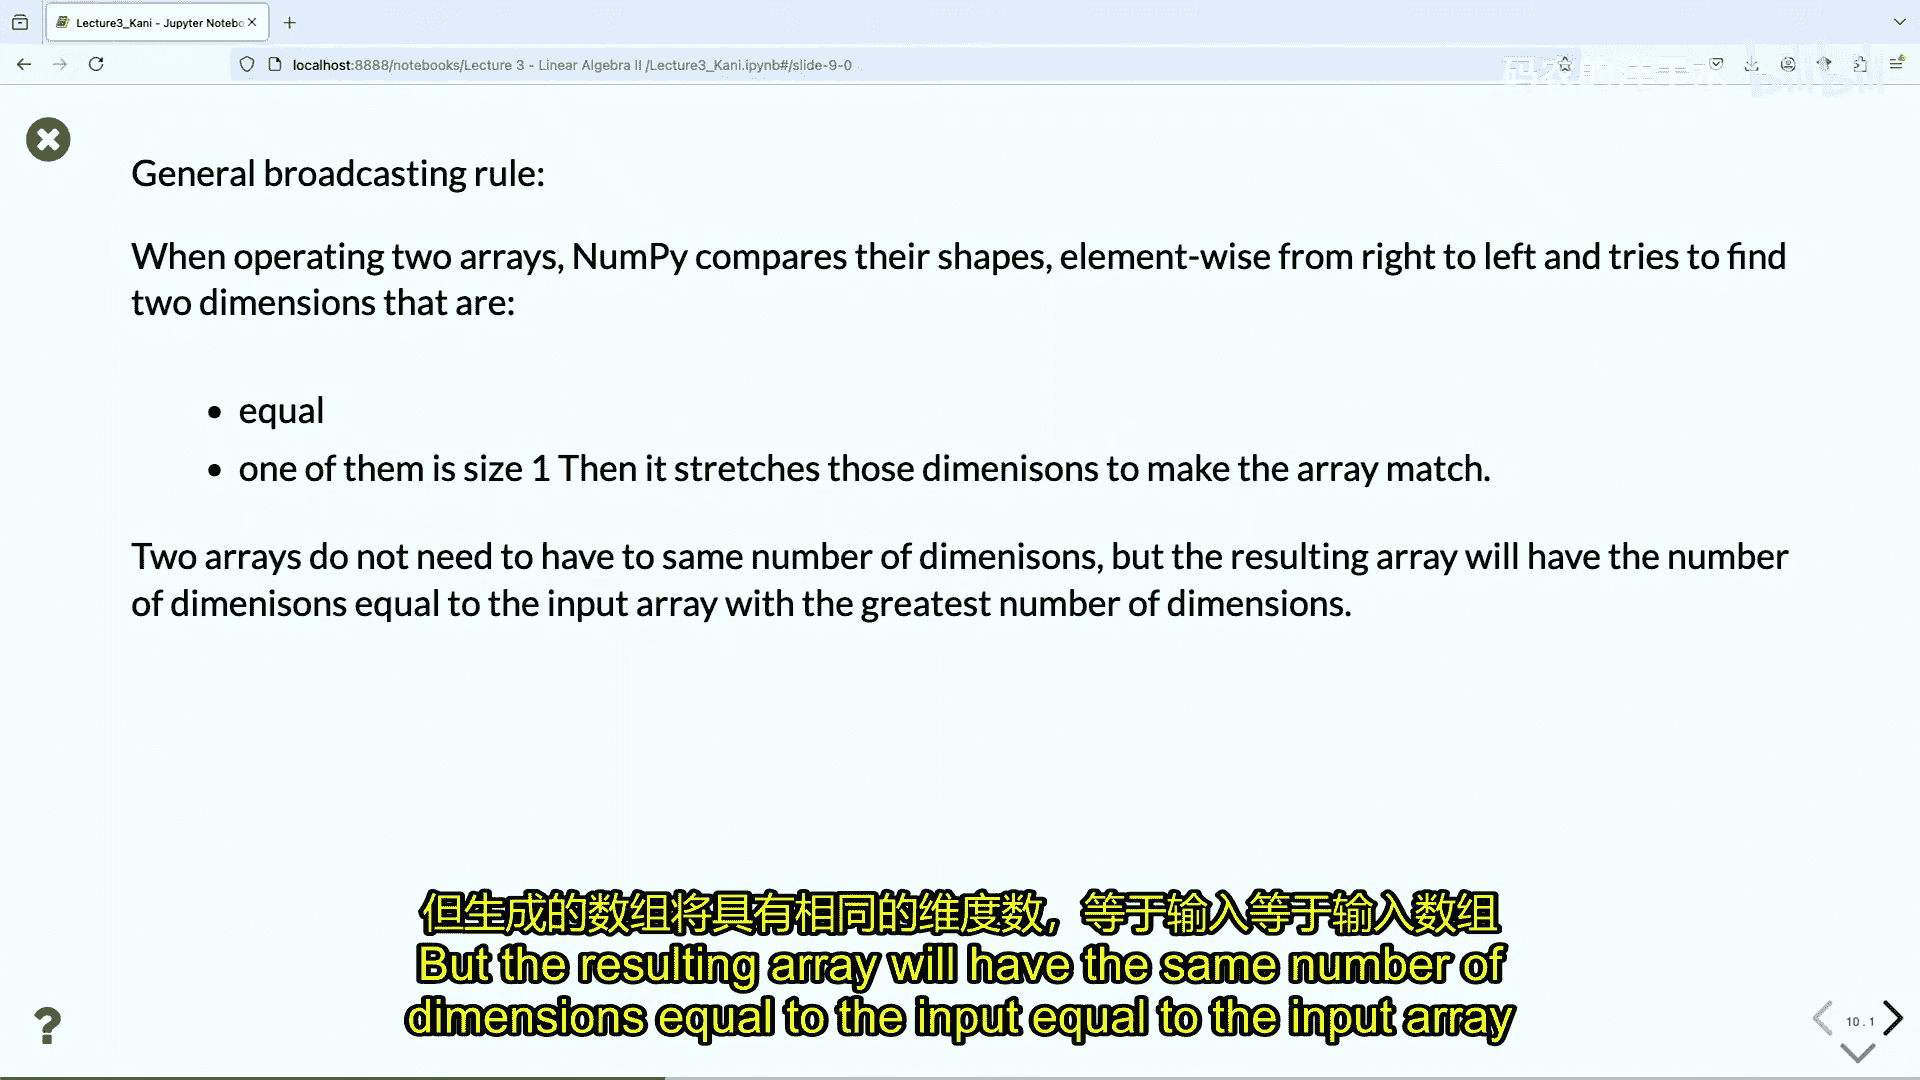 Lecture3_Kani - Jupyter Notebo
localhost:8888/notebooks/Lecture 3 - Linear Algebra II /Lecture3_Kani.ipynb#/slide-9-0
General broadcasting rule:
When operating two arrays, NumPy compares their shapes, element-wise from right to left and tries to find
two dimensions that are:
• equal
• one of them is size 1 Then it stretches those dimenisons to make the array match.
Two arrays do not need to have to same number of dimenisons, but the resulting array will have the number
of dimenisons equal to the input array with the greatest number of dimensions.
但生成的数组将具有相同的维度数，等于输入等于输入数组
But the resulting array will have the same number of
dimensions equal to the input equal to the input array
10.1